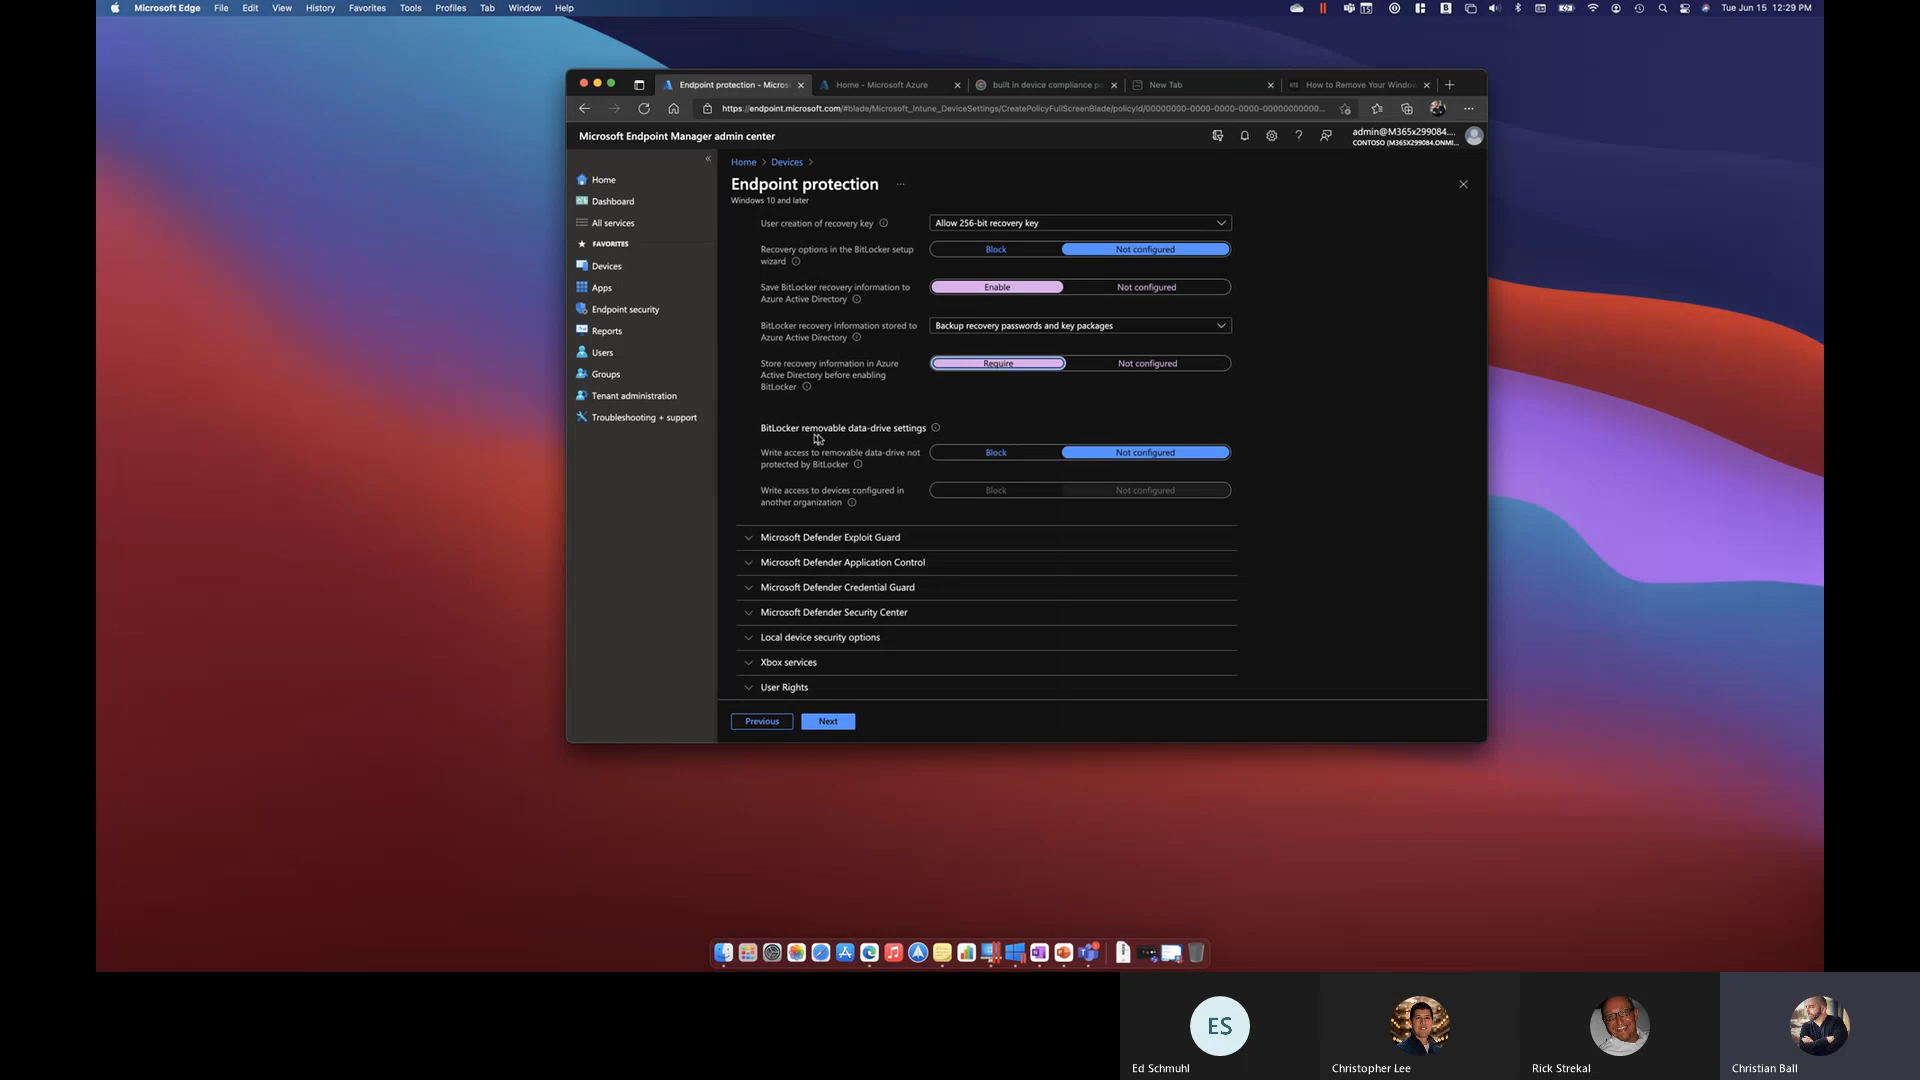 Microsoft Edge File Edit View History Favorites Tools Profiles Tab Window Help
Tue Jun 15 12:29 PM
Endpoint protection - Micros
Home - Microsoft Azure
built in device compliance po
New Tab
How to Remove Your Window
https://endpoint.microsoft.com/#blade/Microsoft_Intune_DeviceSettings/CreatePolicyFullScreenBlade/policyId/00000000-0000-0000-0000-00000000000...
Microsoft Endpoint Manager admin center
admin@M365x299084....
CONTOSO (M365X299084.ONMI...
Home
Dashboard
All services
FAVORITES
Devices
Apps
Endpoint security
Reports
Users
Groups
Tenant administration
Troubleshooting + support
Home > Devices >
Endpoint protection ...
Windows 10 and later
User creation of recovery key
Allow 256-bit recovery key
Recovery options in the BitLocker setup
wizard
Block
Not configured
Save BitLocker recovery information to
Azure Active Directory
Enable
Not configured
BitLocker recovery Information stored to
Azure Active Directory
Backup recovery passwords and key packages
Store recovery information in Azure
Active Directory before enabling
BitLocker
Require
Not configured
BitLocker removable data-drive settings
Write access to removable data-drive not
protected by BitLocker
Block
Not configured
Write access to devices configured in
another organization
Block
Not configured
Microsoft Defender Exploit Guard
Microsoft Defender Application Control
Microsoft Defender Credential Guard
Microsoft Defender Security Center
Local device security options
Xbox services
User Rights
Previous
Next
ES
Ed Schmuhl
Christopher Lee
Rick Strekal
Christian Ball